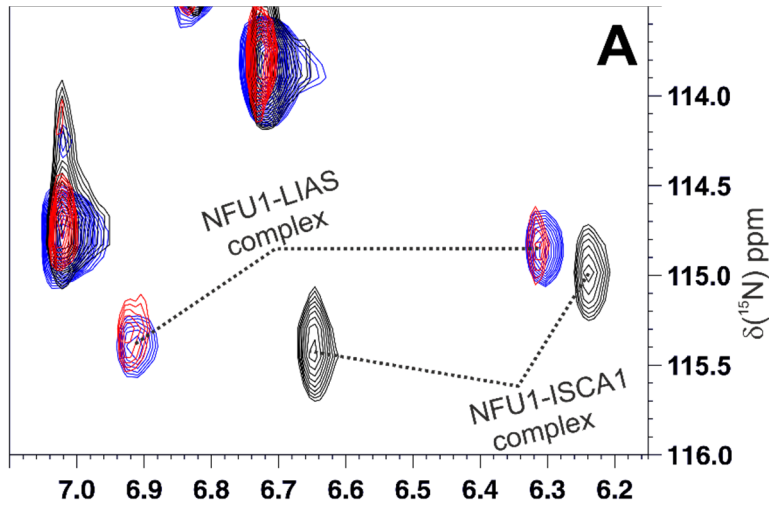 A
114.0
114.5
115.0
115.5
116.0
δ(¹⁵N) ppm
NFU1-LIAS
complex
NFU1-ISCA1
complex
7.0 6.9 6.8 6.7 6.6 6.5 6.4 6.3 6.2